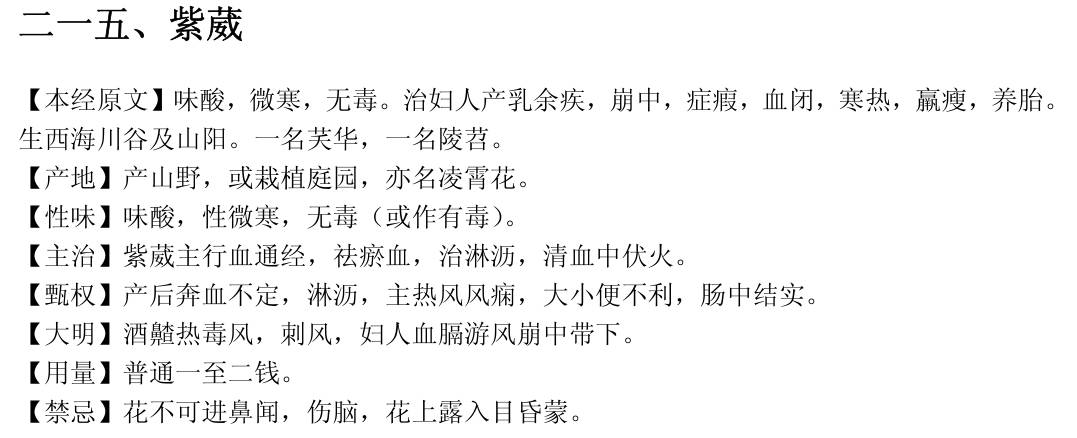 二一五、紫葳
【本经原文】味酸，微寒，无毒。治妇人产乳余疾，崩中，症瘕，血闭，寒热，羸瘦，养胎。
生西海川谷及山阳。一名芺华，一名陵苕。
【产地】产山野，或栽植庭园，亦名凌霄花。
【性味】味酸，性微寒，无毒（或作有毒）。
【主治】紫葳主行血通经，祛瘀血，治淋沥，清血中伏火。
【甄权】产后奔血不定，淋沥，主热风风痫，大小便不利，肠中结实。
【大明】酒齄热毒风，刺风，妇人血膈游风崩中带下。
【用量】普通一至二钱。
【禁忌】花不可进鼻闻，伤脑，花上露入目昏蒙。